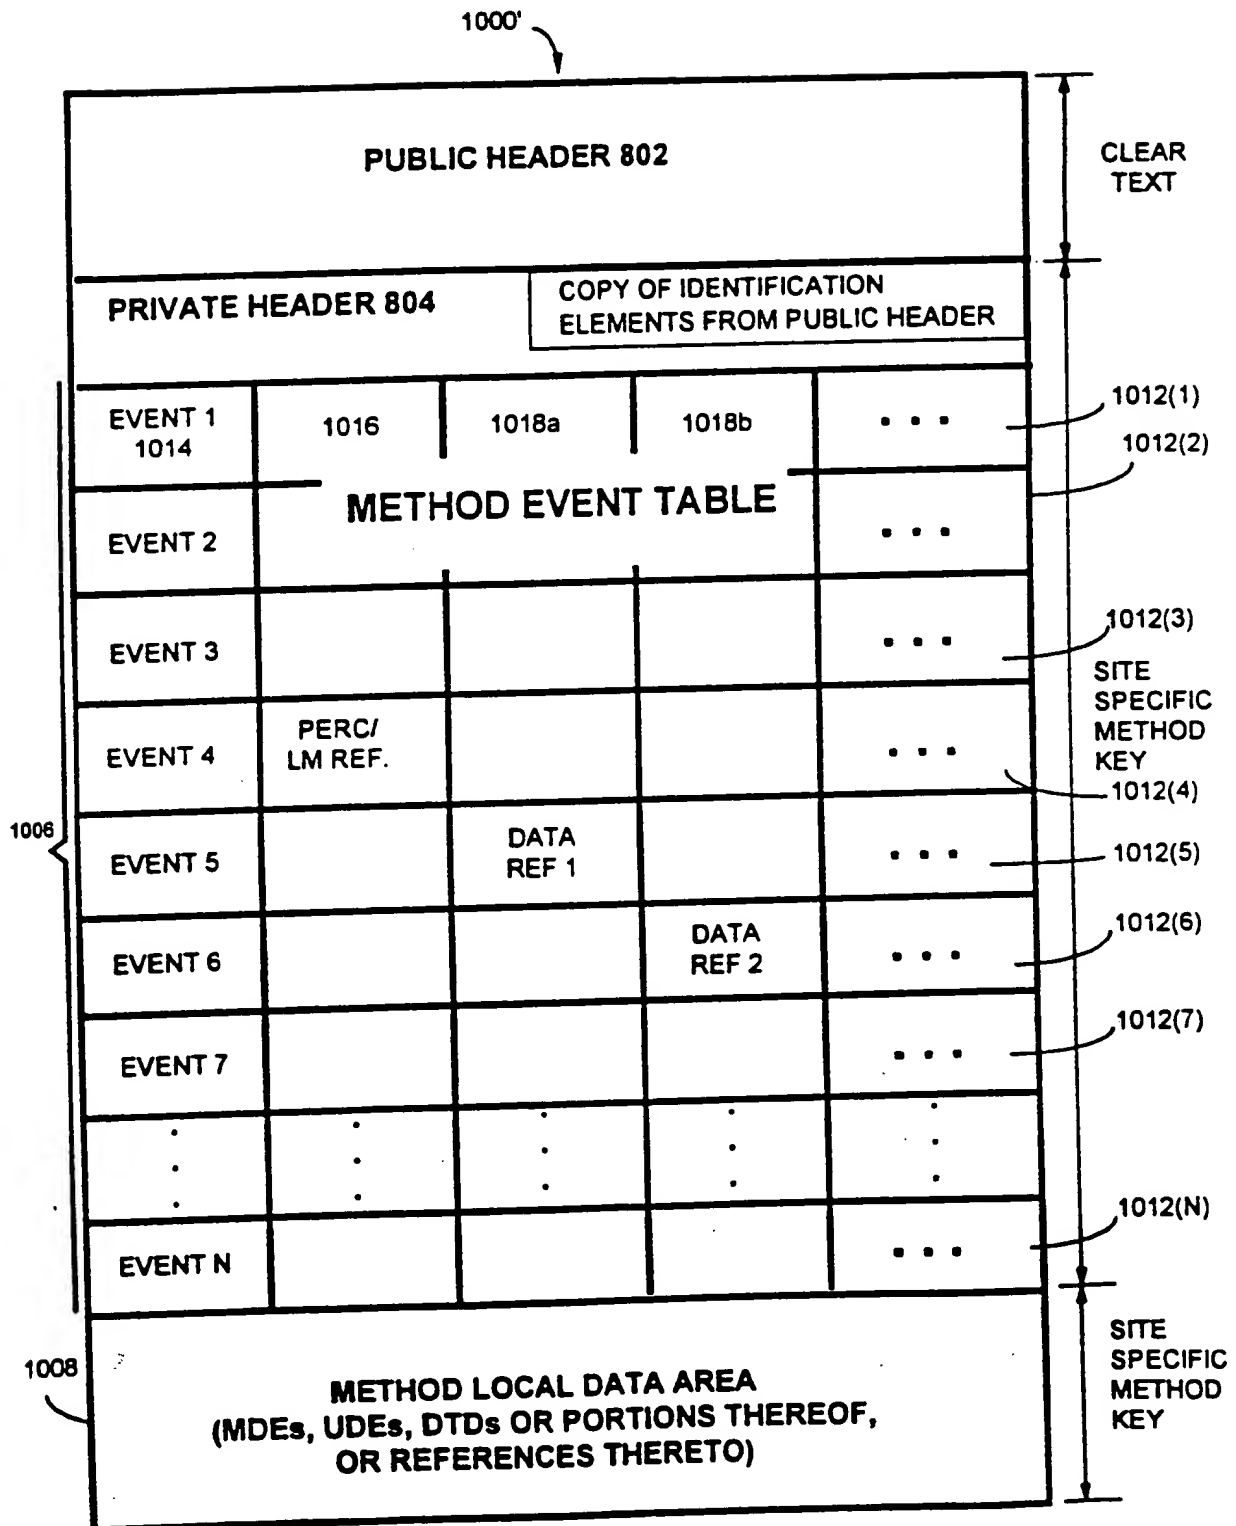 1000'
PUBLIC HEADER 802
CLEAR
TEXT
PRIVATE HEADER 804
COPY OF IDENTIFICATION
ELEMENTS FROM PUBLIC HEADER
EVENT 1
1014
1016
1018a
1018b
• • •
1012(1)
1012(2)
METHOD EVENT TABLE
EVENT 2
• • •
EVENT 3
• • •
1012(3)
SITE
SPECIFIC
METHOD
KEY
EVENT 4
PERC/
LM REF.
• • •
1012(4)
1006
EVENT 5
DATA
REF 1
• • •
1012(5)
EVENT 6
DATA
REF 2
• • •
1012(6)
EVENT 7
• • •
1012(7)
EVENT N
• • •
1012(N)
1008
METHOD LOCAL DATA AREA
(MDEs, UDEs, DTDs OR PORTIONS THEREOF,
OR REFERENCES THERETO)
SITE
SPECIFIC
METHOD
KEY